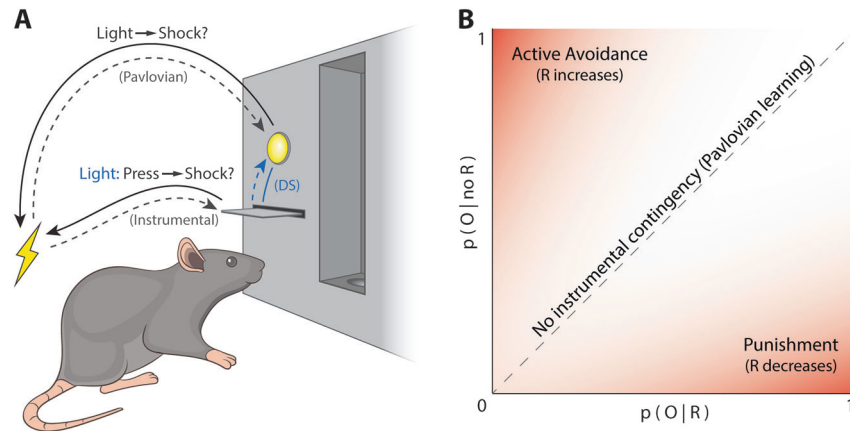 A
Light → Shock?
(Pavlovian)
Light: Press → Shock?
(DS)
(Instrumental)
B
1
Active Avoidance
(R increases)
No instrumental contingency (Pavlovian learning)
p ( O | no R )
Punishment
(R decreases)
0
1
p ( O | R )